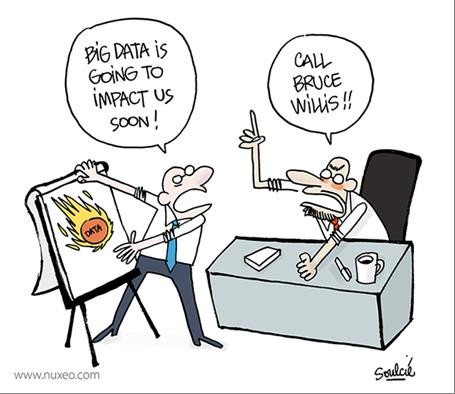 BIG DATA IS
GOING TO
IMPACT US
SOON!
CALL
BRUCE
WILLIS!!
DATA
www.nuxeo.com
Soulcié